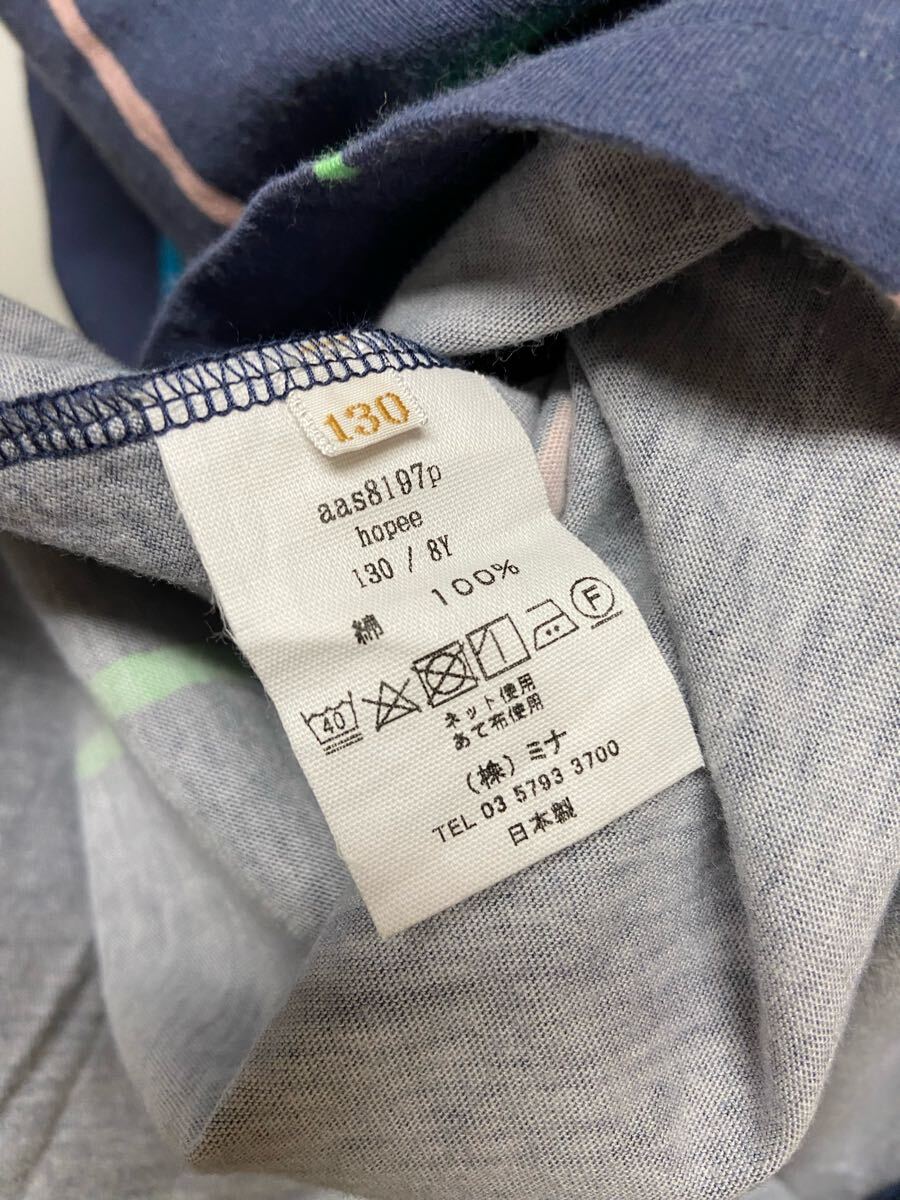 130
aas8197p
hopee
130 / 8Y
綿 100%
40 F
ネット使用
あて布使用
（株）ミナ
TEL 03 5793 3700
日本製